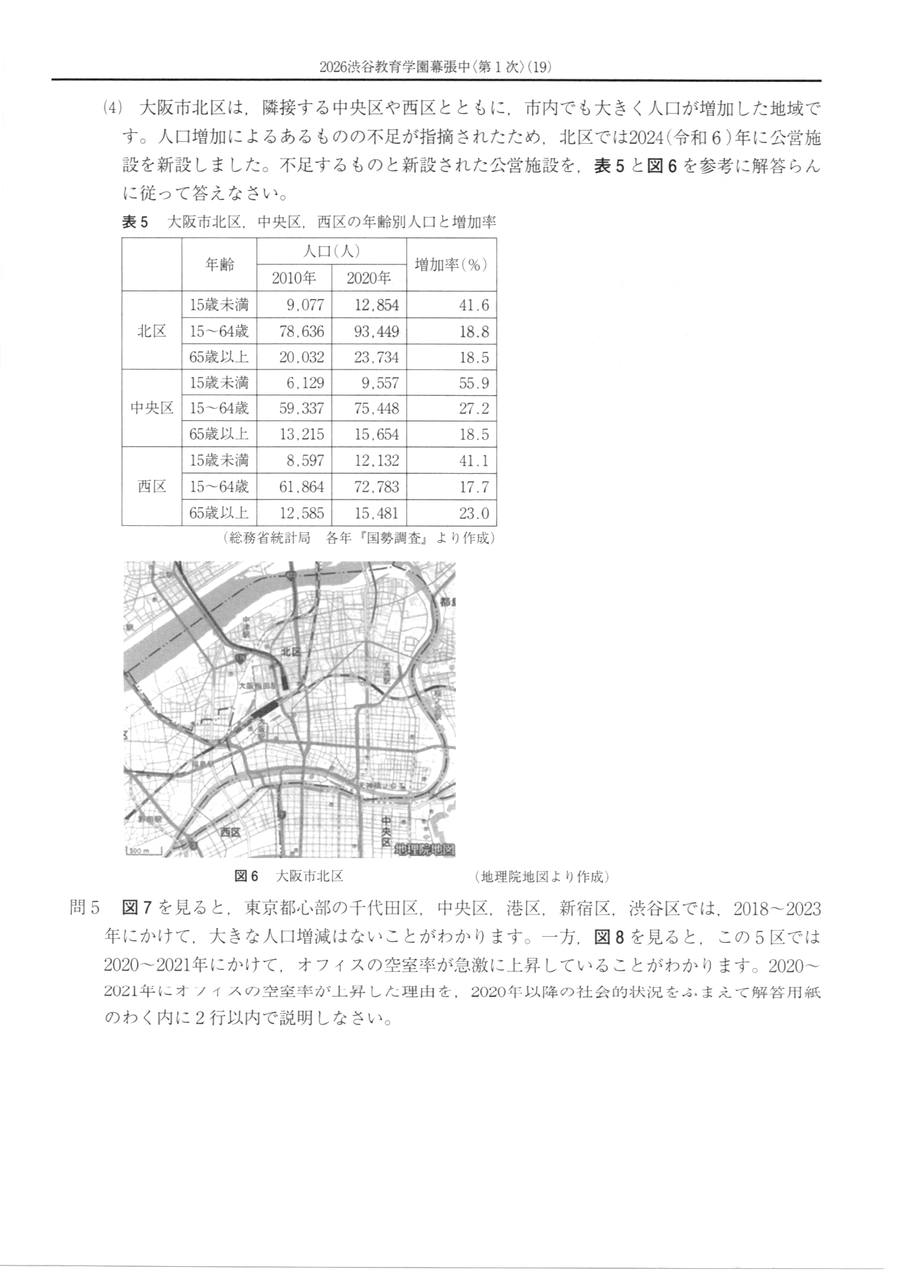 2026渋谷教育学園幕張中〈第1次〉(19)
(4) 大阪市北区は，隣接する中央区や西区とともに，市内でも大きく人口が増加した地域で
す。人口増加によるあるものの不足が指摘されたため，北区では2024(令和6)年に公営施
設を新設しました。不足するものと新設された公営施設を，表5と図6を参考に解答らん
に従って答えなさい。
表5 大阪市北区，中央区，西区の年齢別人口と増加率
年齢 人口(人) 増加率(%)
2010年 2020年
北区 15歳未満 9,077 12,854 41.6
15～64歳 78,636 93,449 18.8
65歳以上 20,032 23,734 18.5
中央区 15歳未満 6,129 9,557 55.9
15～64歳 59,337 75,448 27.2
65歳以上 13,215 15,654 18.5
西区 15歳未満 8,597 12,132 41.1
15～64歳 61,864 72,783 17.7
65歳以上 12,585 15,481 23.0
(総務省統計局 各年『国勢調査』より作成)
中津駅
北区
大阪梅田駅
大阪駅
福島駅
西区
中央区
500m
地理院地図
図6 大阪市北区 (地理院地図より作成)
問5 図7を見ると，東京都心部の千代田区，中央区，港区，新宿区，渋谷区では，2018～2023
年にかけて，大きな人口増減はないことがわかります。一方，図8を見ると，この5区では
2020～2021年にかけて，オフィスの空室率が急激に上昇していることがわかります。2020～
2021年にオフィスの空室率が上昇した理由を，2020年以降の社会的状況をふまえて解答用紙
のわく内に2行以内で説明しなさい。